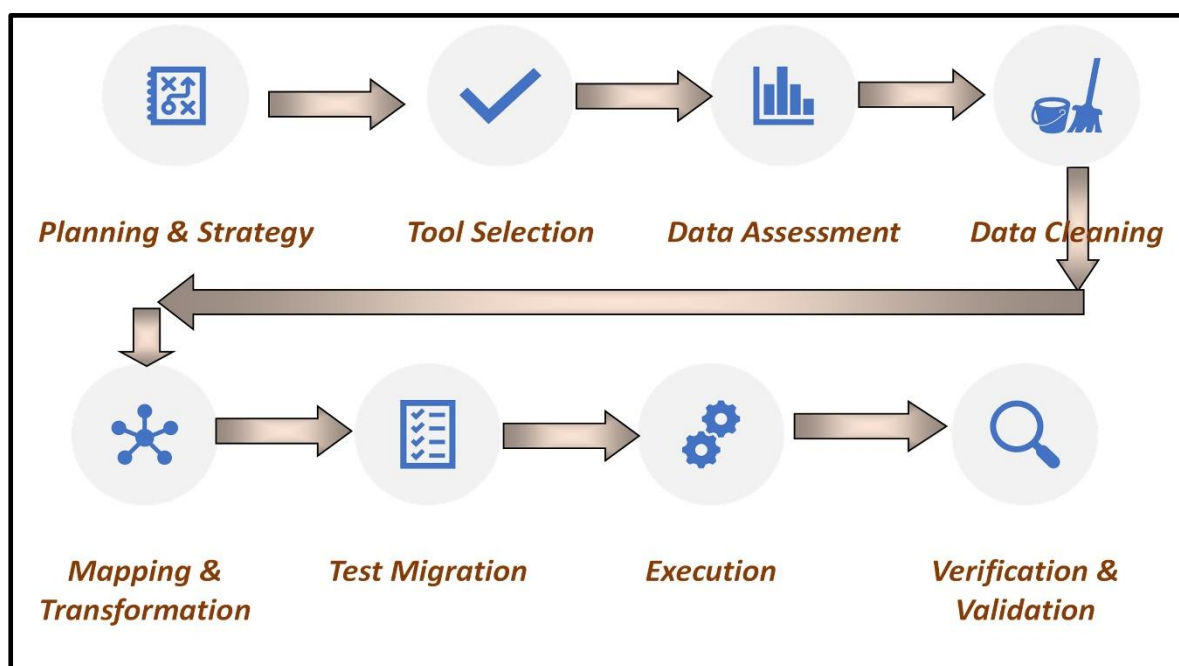 Planning & Strategy
Tool Selection
Data Assessment
Data Cleaning
Mapping &
Transformation
Test Migration
Execution
Verification &
Validation